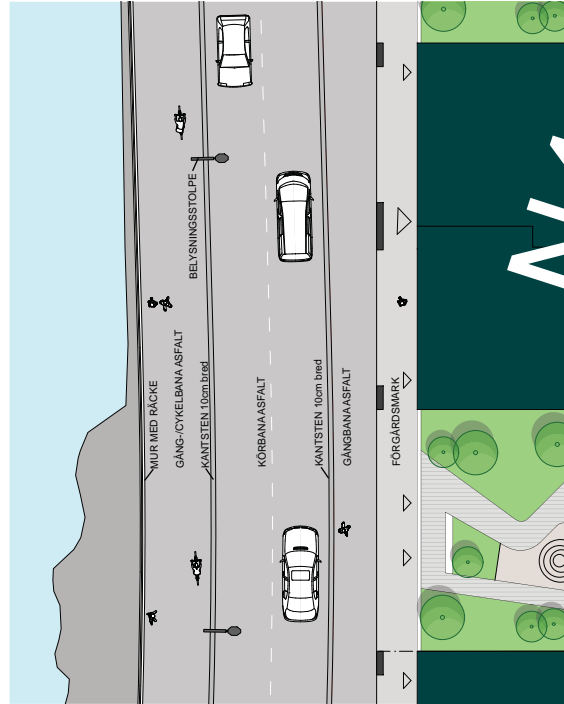 BELYSNINGSSTOLPE
MUR MED RÄCKE
GÅNG-/CYKELBANA ASFALT
KANTSTEN 10cm bred
KÖRBANA ASFALT
KANTSTEN 10cm bred
GÅNGBANA ASFALT
FÖRGÅRDSMARK